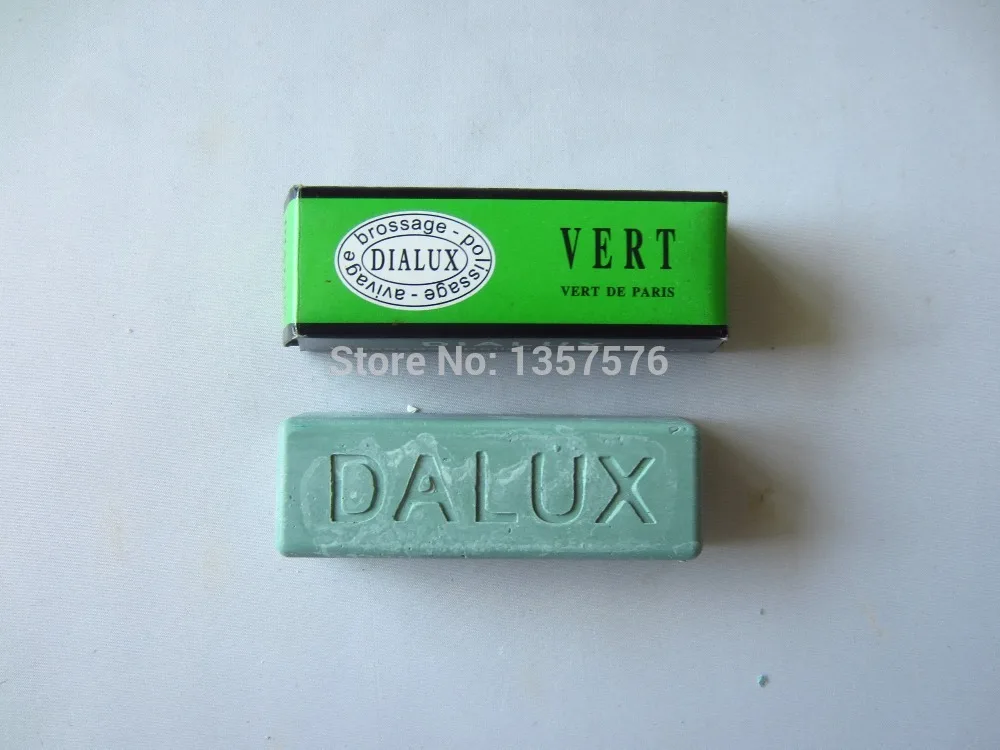 brossage - polissage - avivage
DIALUX
VERT
VERT DE PARIS
Store No: 1357576
DALUX